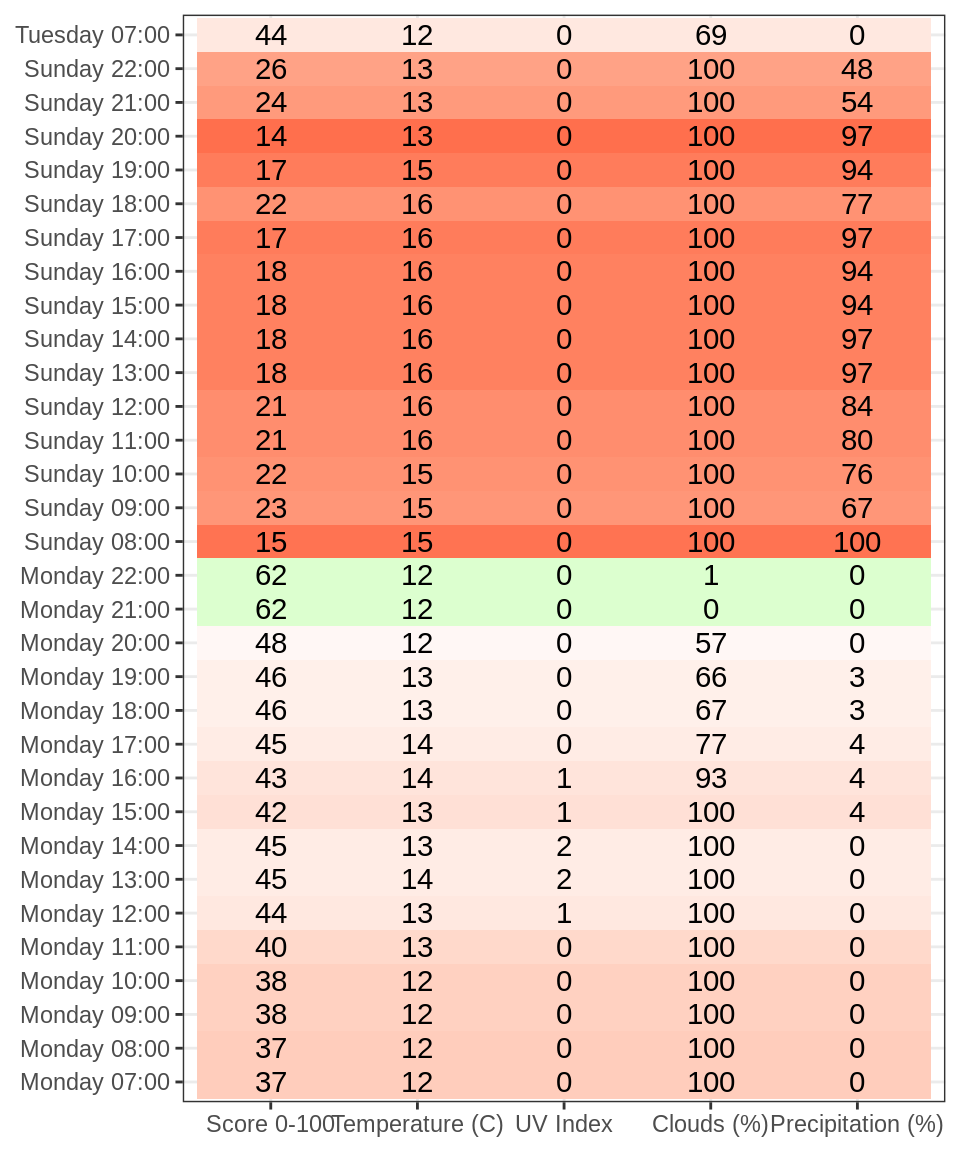 Tuesday 07:00 44 12 0 69 0
Sunday 22:00 26 13 0 100 48
Sunday 21:00 24 13 0 100 54
Sunday 20:00 14 13 0 100 97
Sunday 19:00 17 15 0 100 94
Sunday 18:00 22 16 0 100 77
Sunday 17:00 17 16 0 100 97
Sunday 16:00 18 16 0 100 94
Sunday 15:00 18 16 0 100 94
Sunday 14:00 18 16 0 100 97
Sunday 13:00 18 16 0 100 97
Sunday 12:00 21 16 0 100 84
Sunday 11:00 21 16 0 100 80
Sunday 10:00 22 15 0 100 76
Sunday 09:00 23 15 0 100 67
Sunday 08:00 15 15 0 100 100
Monday 22:00 62 12 0 1 0
Monday 21:00 62 12 0 0 0
Monday 20:00 48 12 0 57 0
Monday 19:00 46 13 0 66 3
Monday 18:00 46 13 0 67 3
Monday 17:00 45 14 0 77 4
Monday 16:00 43 14 1 93 4
Monday 15:00 42 13 1 100 4
Monday 14:00 45 13 2 100 0
Monday 13:00 45 14 2 100 0
Monday 12:00 44 13 1 100 0
Monday 11:00 40 13 0 100 0
Monday 10:00 38 12 0 100 0
Monday 09:00 38 12 0 100 0
Monday 08:00 37 12 0 100 0
Monday 07:00 37 12 0 100 0
Score 0-100 Temperature (C) UV Index Clouds (%) Precipitation (%)